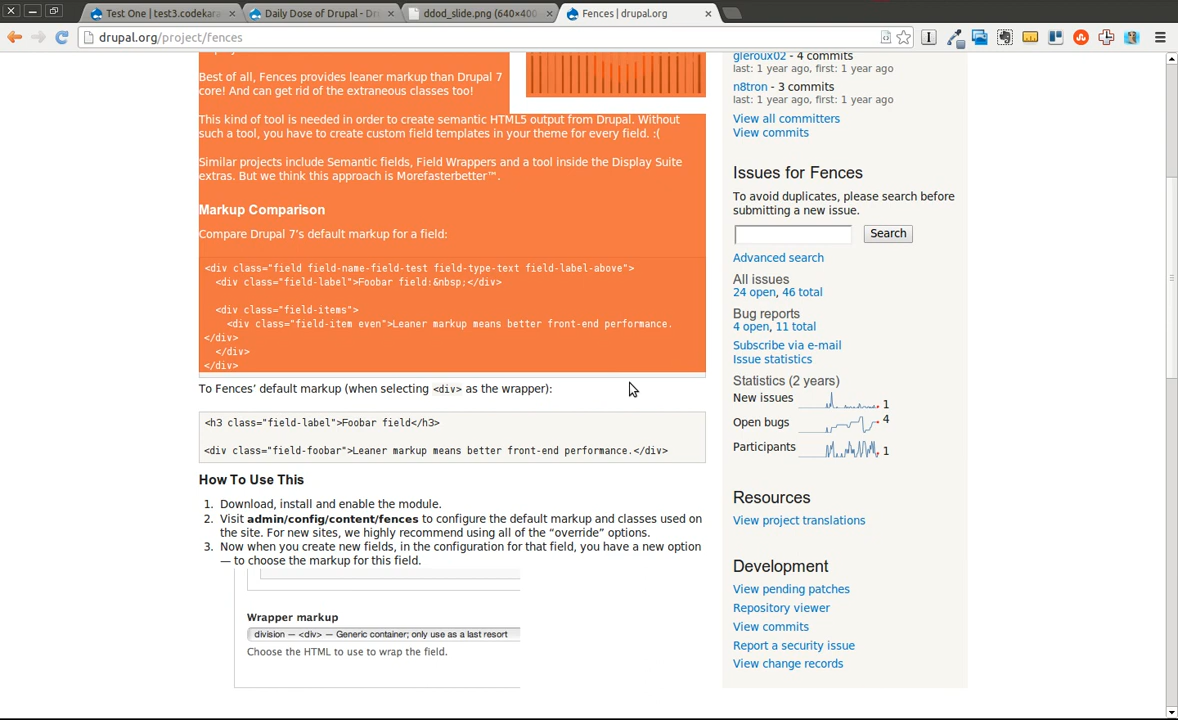 Test One | test3.codekara
Daily Dose of Drupal - Dr
ddod_slide.png (640×400
Fences | drupal.org
drupal.org/project/fences
Best of all, Fences provides leaner markup than Drupal 7
core! And can get rid of the extraneous classes too!
This kind of tool is needed in order to create semantic HTML5 output from Drupal. Without
such a tool, you have to create custom field templates in your theme for every field. :(
Similar projects include Semantic fields, Field Wrappers and a tool inside the Display Suite
extras. But we think this approach is Morefasterbetter™.
Markup Comparison
Compare Drupal 7’s default markup for a field:
<div class="field field-name-field-test field-type-text field-label-above">
<div class="field-label">Foobar field:&nbsp;</div>
<div class="field-items">
<div class="field-item even">Leaner markup means better front-end performance.
</div>
</div>
</div>
To Fences’ default markup (when selecting <div> as the wrapper):
<h3 class="field-label">Foobar field</h3>
<div class="field-foobar">Leaner markup means better front-end performance.</div>
How To Use This
1. Download, install and enable the module.
2. Visit admin/config/content/fences to configure the default markup and classes used on
the site. For new sites, we highly recommend using all of the “override” options.
3. Now when you create new fields, in the configuration for that field, you have a new option
— to choose the markup for this field.
Wrapper markup
division — <div> — Generic container; only use as a last resort
Choose the HTML to use to wrap the field.
gleroux02 - 4 commits
last: 1 year ago, first: 1 year ago
n8tron - 3 commits
last: 1 year ago, first: 1 year ago
View all committers
View commits
Issues for Fences
To avoid duplicates, please search before
submitting a new issue.
Search
Advanced search
All issues
24 open, 46 total
Bug reports
4 open, 11 total
Subscribe via e-mail
Issue statistics
Statistics (2 years)
New issues 1
Open bugs 4
Participants 1
Resources
View project translations
Development
View pending patches
Repository viewer
View commits
Report a security issue
View change records